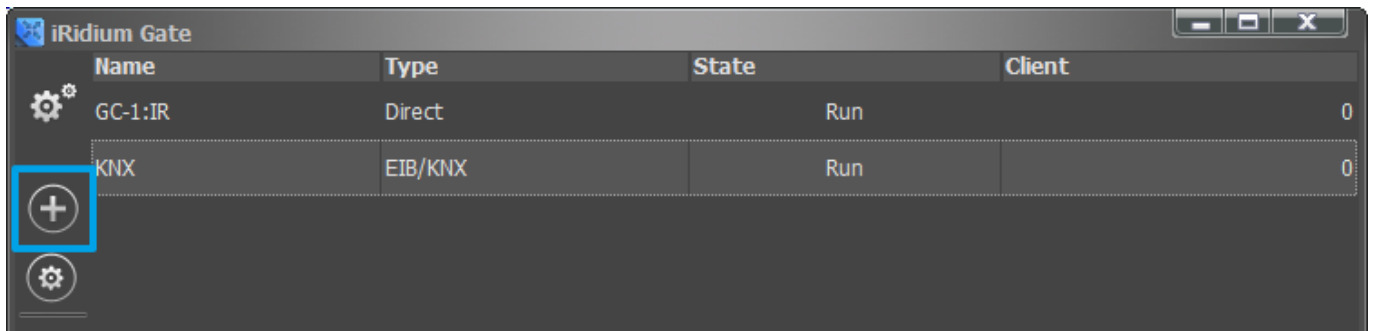 iRidium Gate
Name Type State Client
GC-1:IR Direct Run 0
KNX EIB/KNX Run 0